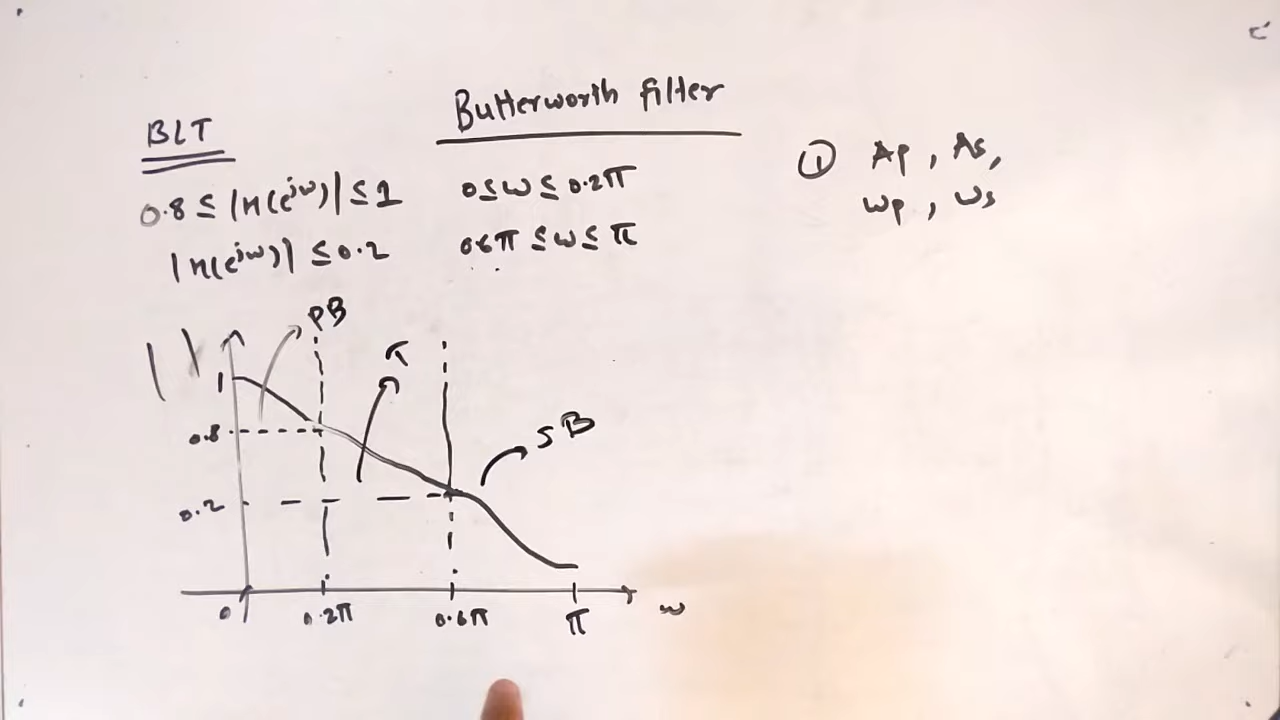 Butterworth filter
BLT
0.8 ≤ |H(e^jω)| ≤ 1   0 ≤ ω ≤ 0.2π
|H(e^jω)| ≤ 0.2   0.6π ≤ ω ≤ π
① Ap, As,
ωp, ωs
PB
1
0.8
SB
0.2
0
0.2π
0.6π
π
ω